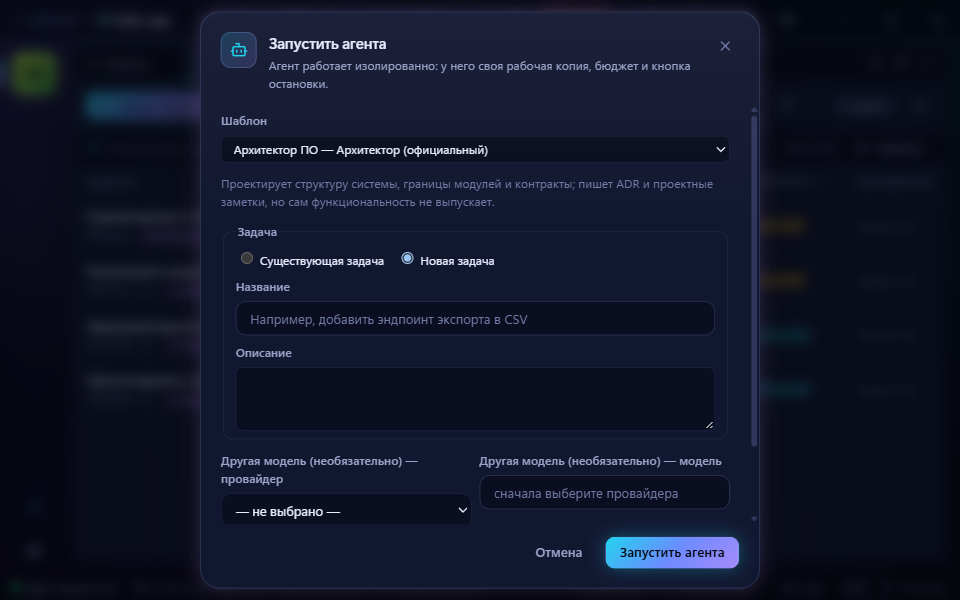 Запустить агента
Агент работает изолированно: у него своя рабочая копия, бюджет и кнопка
остановки.
Шаблон
Архитектор ПО — Архитектор (официальный)
Проектирует структуру системы, границы модулей и контракты; пишет ADR и проектные
заметки, но сам функциональность не выпускает.
Задача
Существующая задача
Новая задача
Название
Например, добавить эндпоинт экспорта в CSV
Описание
Другая модель (необязательно) —
провайдер
Другая модель (необязательно) — модель
— не выбрано —
сначала выберите провайдера
Отмена
Запустить агента